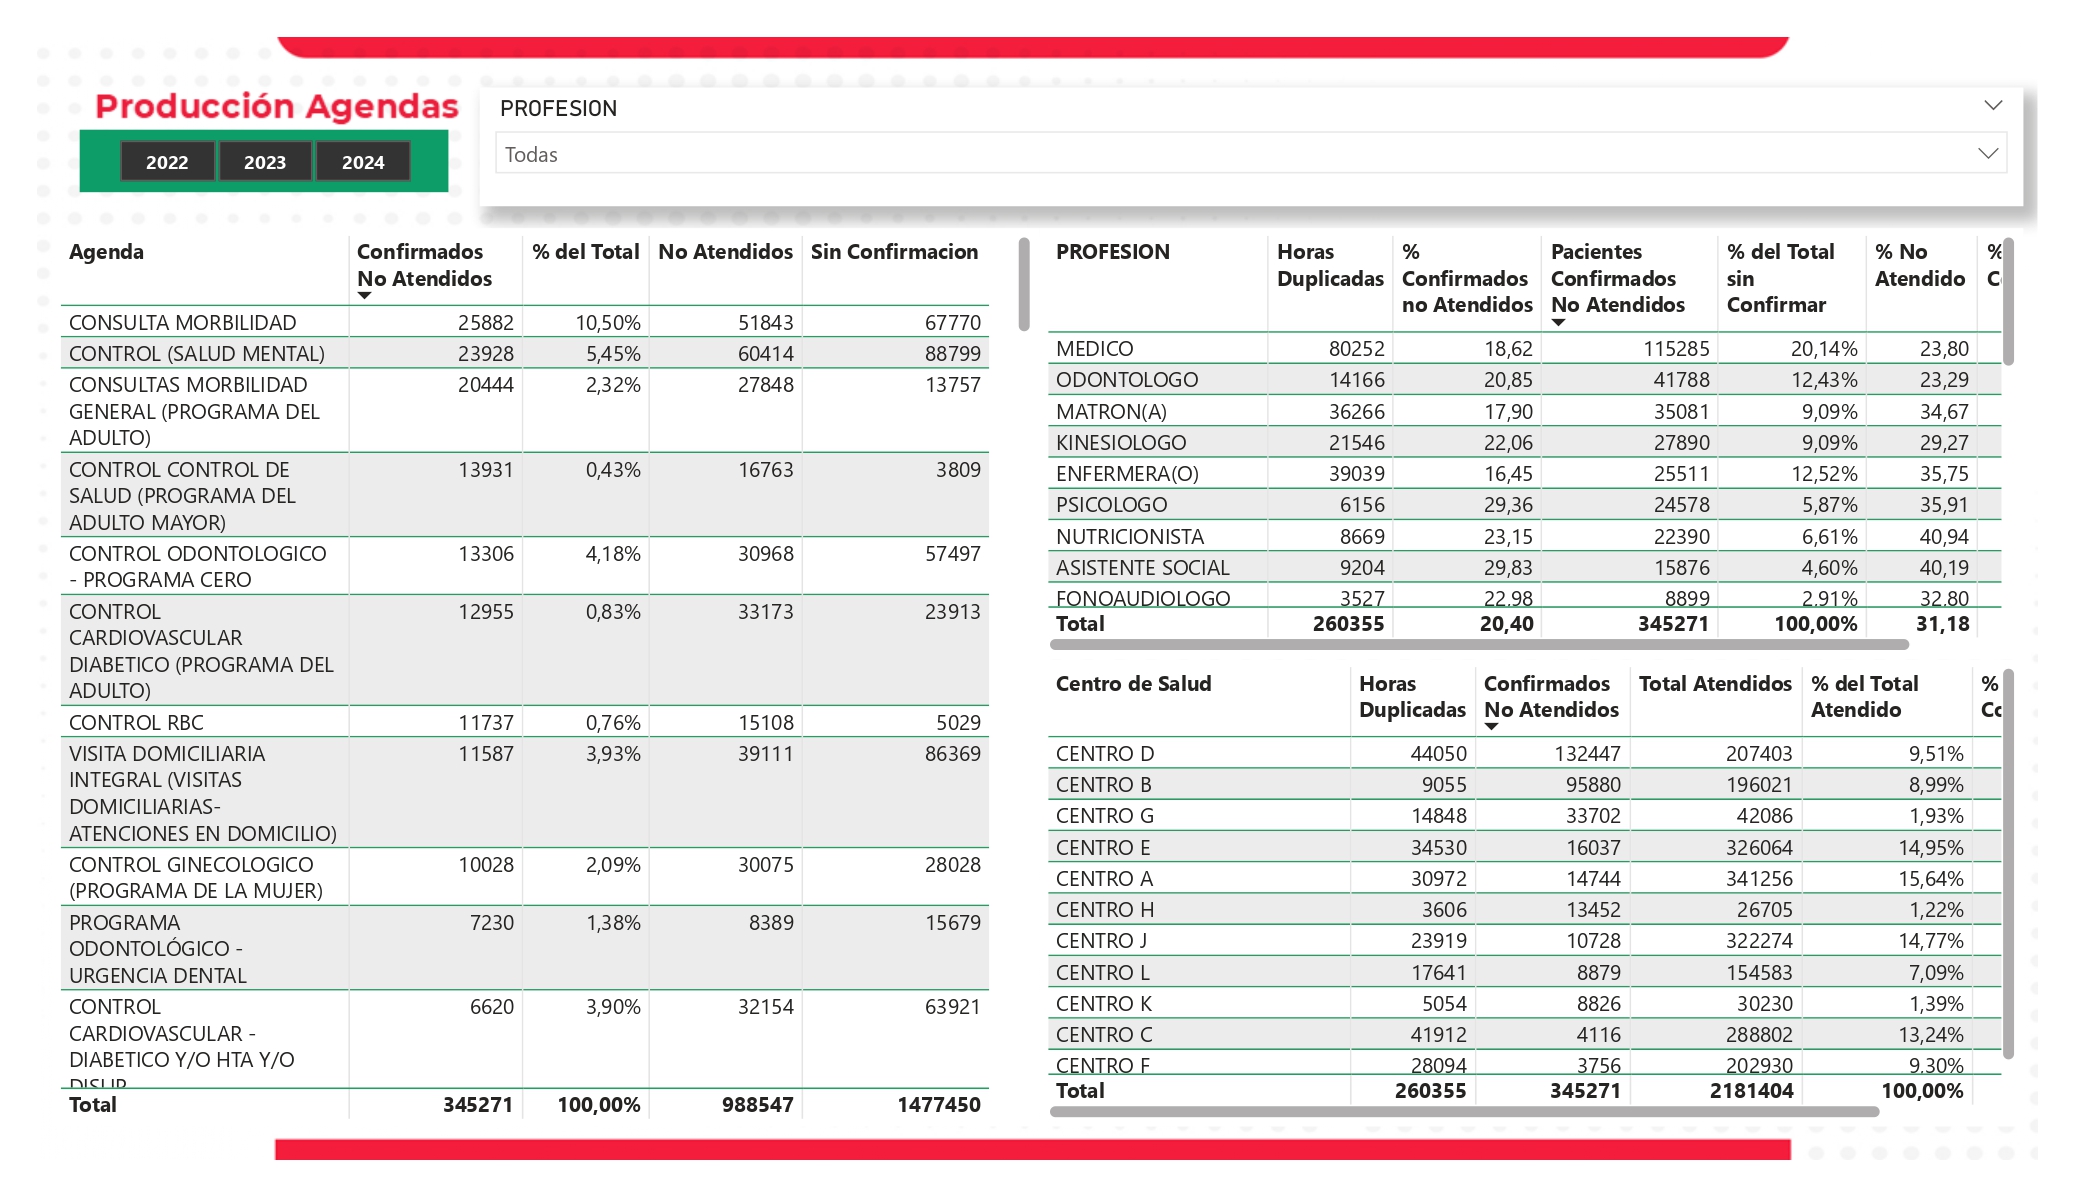 Producción Agendas
2022 2023 2024
PROFESION
Todas
Agenda Confirmados No Atendidos % del Total No Atendidos Sin Confirmacion
CONSULTA MORBILIDAD 25882 10,50% 51843 67770
CONTROL (SALUD MENTAL) 23928 5,45% 60414 88799
CONSULTAS MORBILIDAD 20444 2,32% 27848 13757
GENERAL (PROGRAMA DEL
ADULTO)
CONTROL CONTROL DE 13931 0,43% 16763 3809
SALUD (PROGRAMA DEL
ADULTO MAYOR)
CONTROL ODONTOLOGICO 13306 4,18% 30968 57497
- PROGRAMA CERO
CONTROL 12955 0,83% 33173 23913
CARDIOVASCULAR
DIABETICO (PROGRAMA DEL
ADULTO)
CONTROL RBC 11737 0,76% 15108 5029
VISITA DOMICILIARIA 11587 3,93% 39111 86369
INTEGRAL (VISITAS
DOMICILIARIAS-
ATENCIONES EN DOMICILIO)
CONTROL GINECOLOGICO 10028 2,09% 30075 28028
(PROGRAMA DE LA MUJER)
PROGRAMA 7230 1,38% 8389 15679
ODONTOLÓGICO -
URGENCIA DENTAL
CONTROL 6620 3,90% 32154 63921
CARDIOVASCULAR -
DIABETICO Y/O HTA Y/O
DISLIP
Total 345271 100,00% 988547 1477450
PROFESION Horas Duplicadas % Confirmados no Atendidos Pacientes Confirmados No Atendidos % del Total sin Confirmar % No Atendido %
MEDICO 80252 18,62 115285 20,14% 23,80
ODONTOLOGO 14166 20,85 41788 12,43% 23,29
MATRON(A) 36266 17,90 35081 9,09% 34,67
KINESIOLOGO 21546 22,06 27890 9,09% 29,27
ENFERMERA(O) 39039 16,45 25511 12,52% 35,75
PSICOLOGO 6156 29,36 24578 5,87% 35,91
NUTRICIONISTA 8669 23,15 22390 6,61% 40,94
ASISTENTE SOCIAL 9204 29,83 15876 4,60% 40,19
FONOAUDIOLOGO 3527 22,98 8899 2,91% 32,80
Total 260355 20,40 345271 100,00% 31,18
Centro de Salud Horas Duplicadas Confirmados No Atendidos Total Atendidos % del Total Atendido %
CENTRO D 44050 132447 207403 9,51%
CENTRO B 9055 95880 196021 8,99%
CENTRO G 14848 33702 42086 1,93%
CENTRO E 34530 16037 326064 14,95%
CENTRO A 30972 14744 341256 15,64%
CENTRO H 3606 13452 26705 1,22%
CENTRO J 23919 10728 322274 14,77%
CENTRO L 17641 8879 154583 7,09%
CENTRO K 5054 8826 30230 1,39%
CENTRO C 41912 4116 288802 13,24%
CENTRO F 28094 3756 202930 9,30%
Total 260355 345271 2181404 100,00%